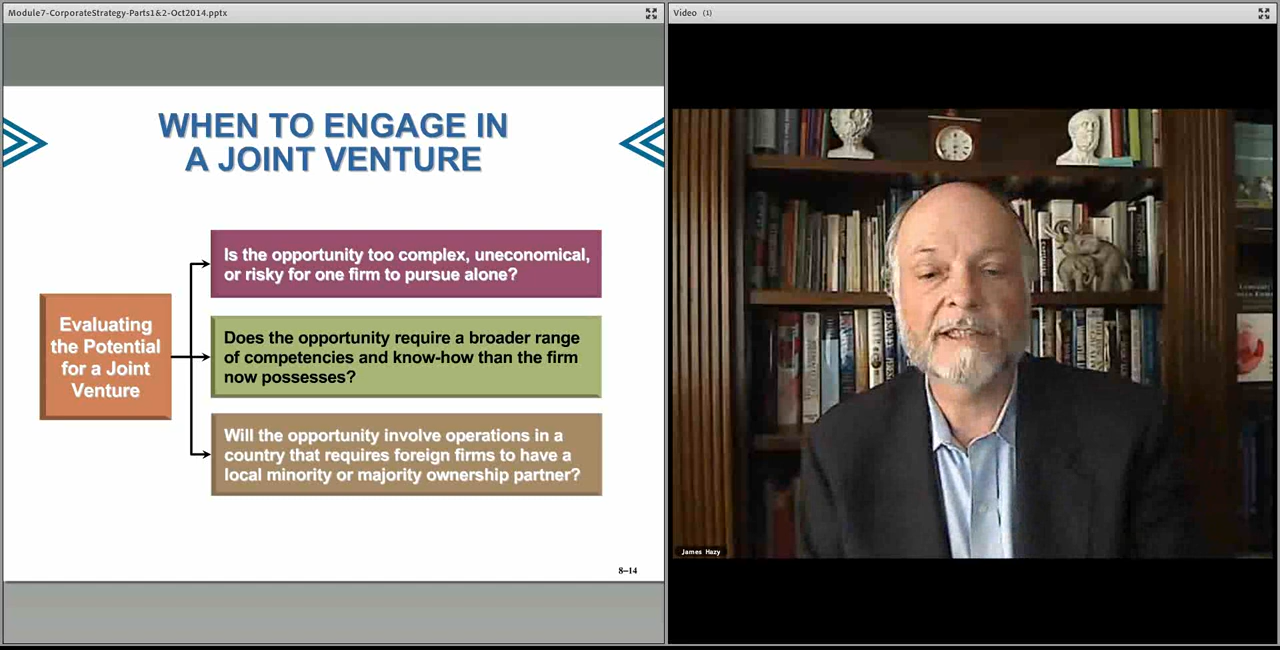 Module7-CorporateStrategy-Parts1&2-Oct2014.pptx
Video (1)
WHEN TO ENGAGE IN
A JOINT VENTURE
Evaluating
the Potential
for a Joint
Venture
Is the opportunity too complex, uneconomical,
or risky for one firm to pursue alone?
Does the opportunity require a broader range
of competencies and know-how than the firm
now possesses?
Will the opportunity involve operations in a
country that requires foreign firms to have a
local minority or majority ownership partner?
8–14
James Hazy